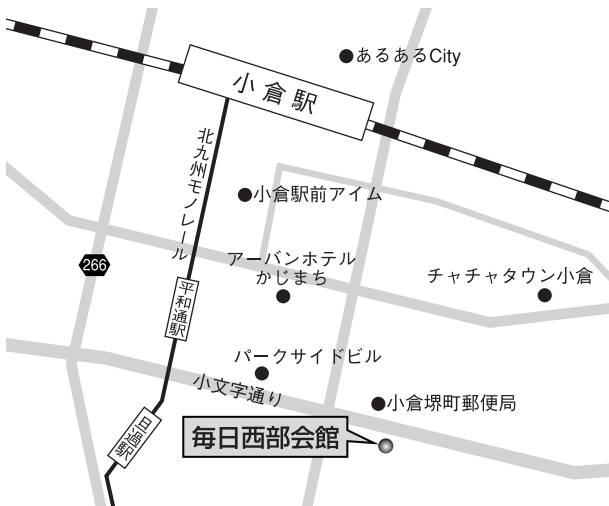 あるあるCity
小倉駅
北九州モノレール
小倉駅前アイム
266
アーバンホテル
かじまち
チャチャタウン小倉
平和通駅
パークサイドビル
小文字通り
小倉堺町郵便局
旦過駅
毎日西部会館